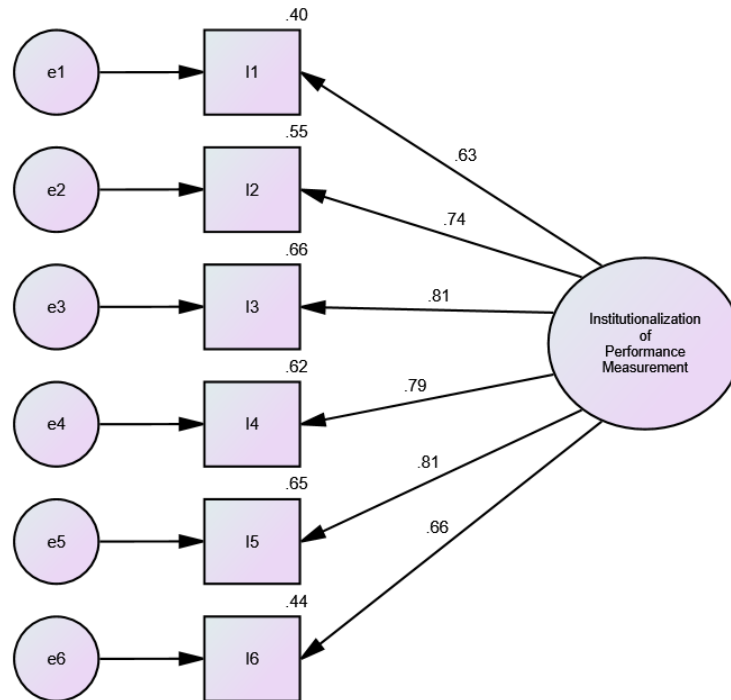 .40
e1
I1
.63
.55
e2
I2
.74
.66
e3
I3
.81
Institutionalization
of
Performance
Measurement
.62
e4
I4
.79
.65
e5
I5
.81
.44
e6
I6
.66